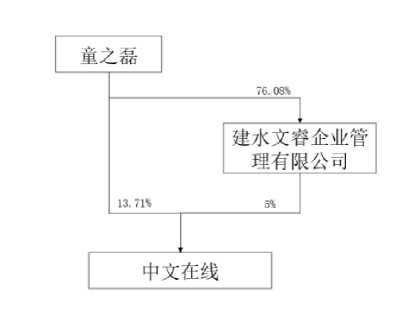 童之磊
76.08%
建水文睿企业管
理有限公司
13.71%
5%
中文在线